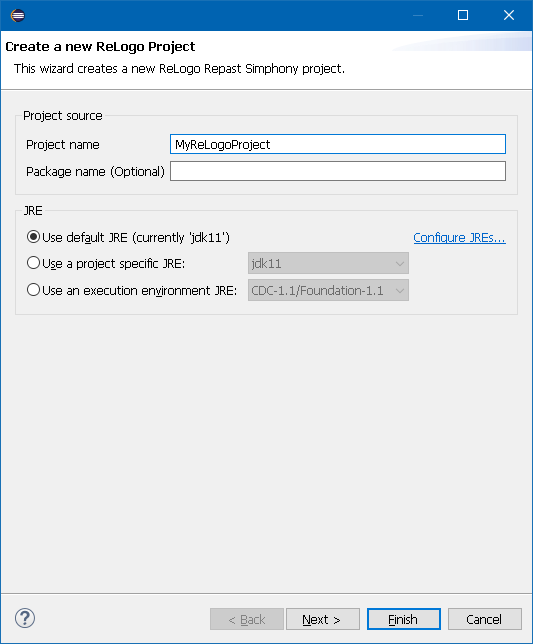 Create a new ReLogo Project
This wizard creates a new ReLogo Repast Simphony project.
Project source
Project name
MyReLogoProject
Package name (Optional)
JRE
Use default JRE (currently 'jdk11')
Configure JREs...
Use a project specific JRE:
jdk11
Use an execution environment JRE:
CDC-1.1/Foundation-1.1
?
< Back
Next >
Finish
Cancel